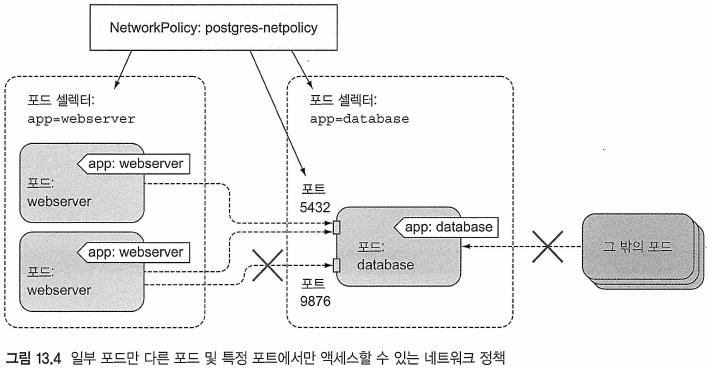 NetworkPolicy: postgres-netpolicy
포드 셀렉터:
app=webserver
app: webserver
포드:
webserver
app: webserver
포드:
webserver
포드 셀렉터:
app=database
포트
5432
app: database
포드:
database
포트
9876
그 밖의 포드
그림 13.4 일부 포드만 다른 포드 및 특정 포트에서만 액세스할 수 있는 네트워크 정책